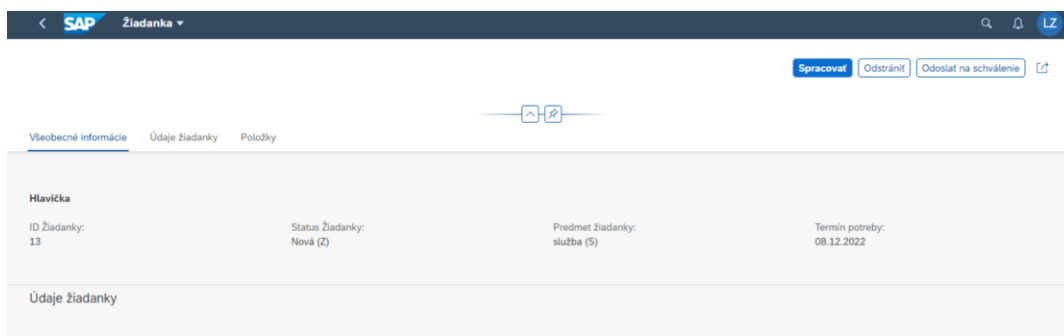 SAP Žiadanka LZ
Spracovať Odstrániť Odoslať na schválenie
Všeobecné informácie Údaje žiadanky Položky
Hlavička
ID Žiadanky: Status Žiadanky: Predmet žiadanky: Termín potreby:
13 Nová (Z) služba (S) 08.12.2022
Údaje žiadanky